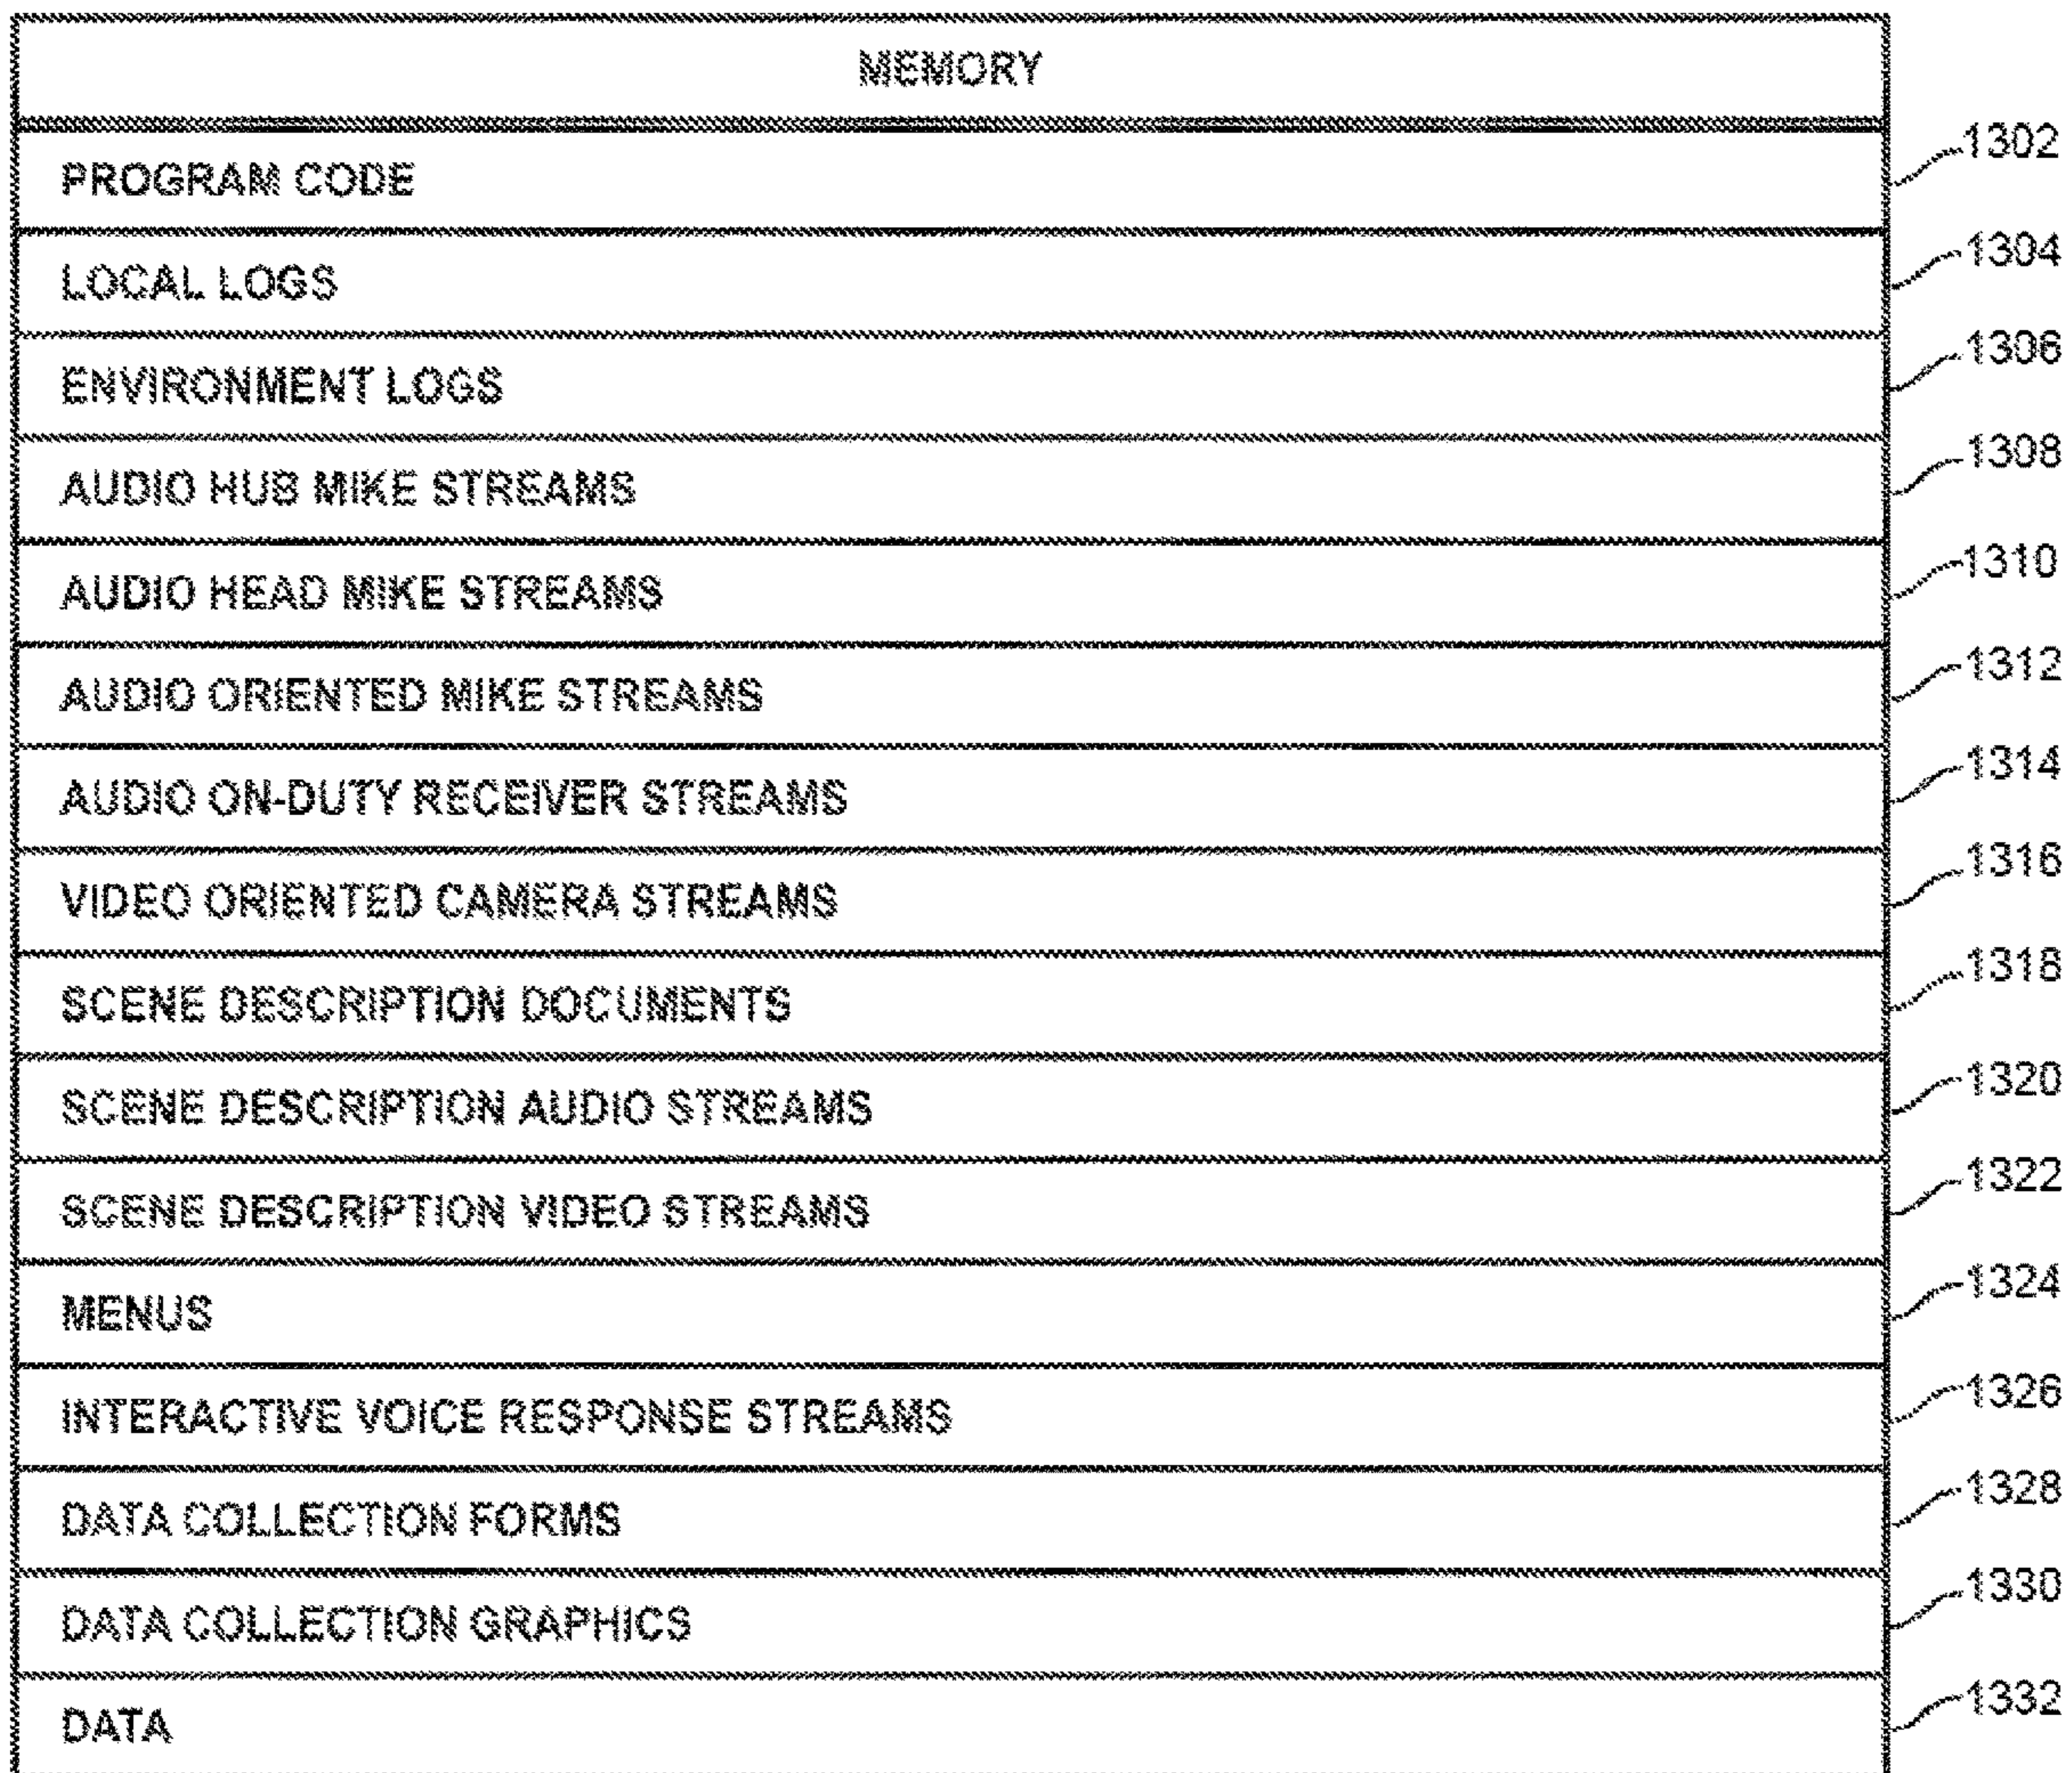 MEMORY
PROGRAM CODE 1302
LOCAL LOGS 1304
ENVIRONMENT LOGS 1306
AUDIO HUB MIKE STREAMS 1308
AUDIO HEAD MIKE STREAMS 1310
AUDIO ORIENTED MIKE STREAMS 1312
AUDIO ON-DUTY RECEIVER STREAMS 1314
VIDEO ORIENTED CAMERA STREAMS 1316
SCENE DESCRIPTION DOCUMENTS 1318
SCENE DESCRIPTION AUDIO STREAMS 1320
SCENE DESCRIPTION VIDEO STREAMS 1322
MENUS 1324
INTERACTIVE VOICE RESPONSE STREAMS 1326
DATA COLLECTION FORMS 1328
DATA COLLECTION GRAPHICS 1330
DATA 1332